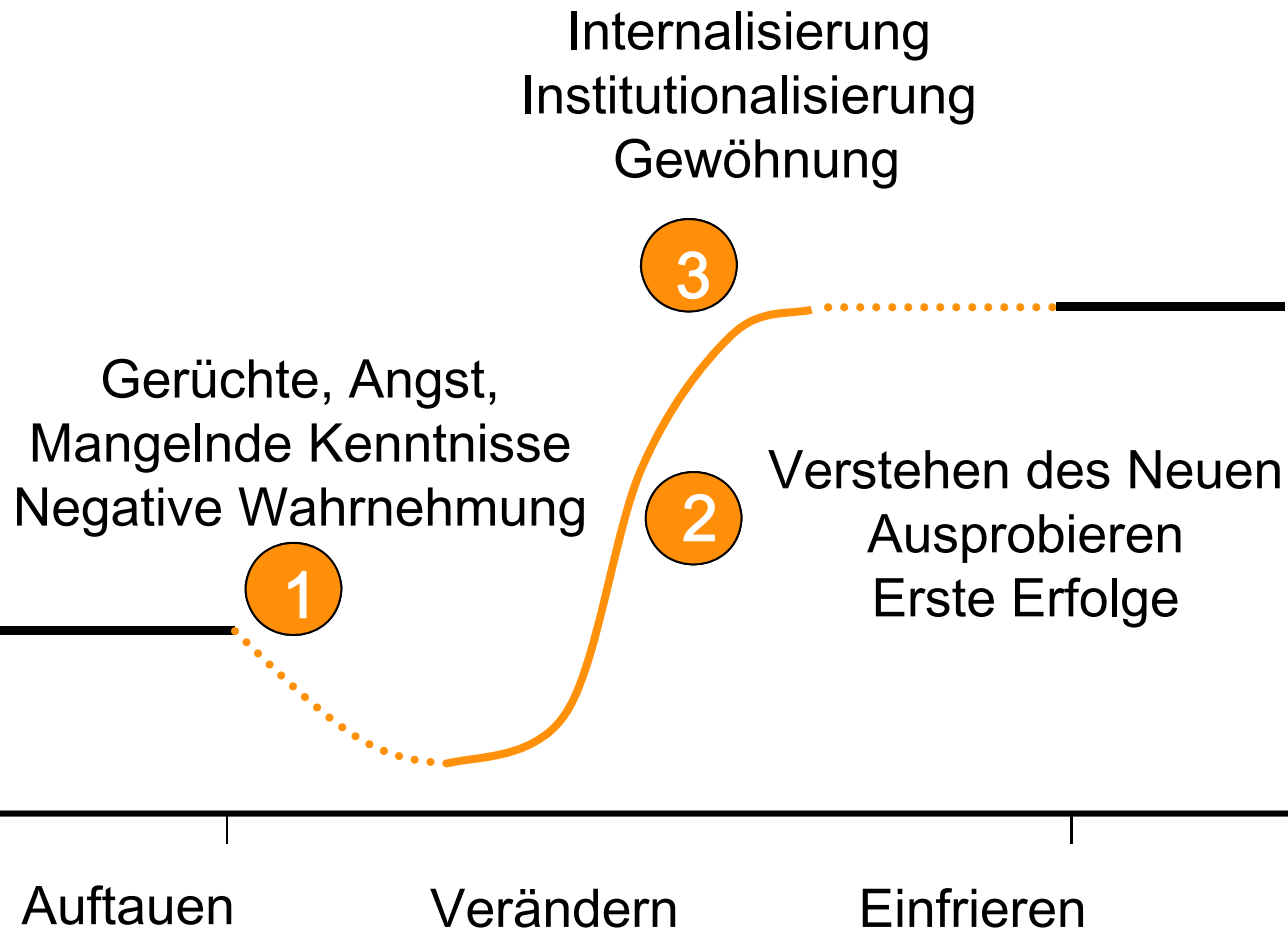 Internalisierung
Institutionalisierung
Gewöhnung
3
Gerüchte, Angst,
Mangelnde Kenntnisse
Negative Wahrnehmung
1
2
Verstehen des Neuen
Ausprobieren
Erste Erfolge
Auftauen
Verändern
Einfrieren